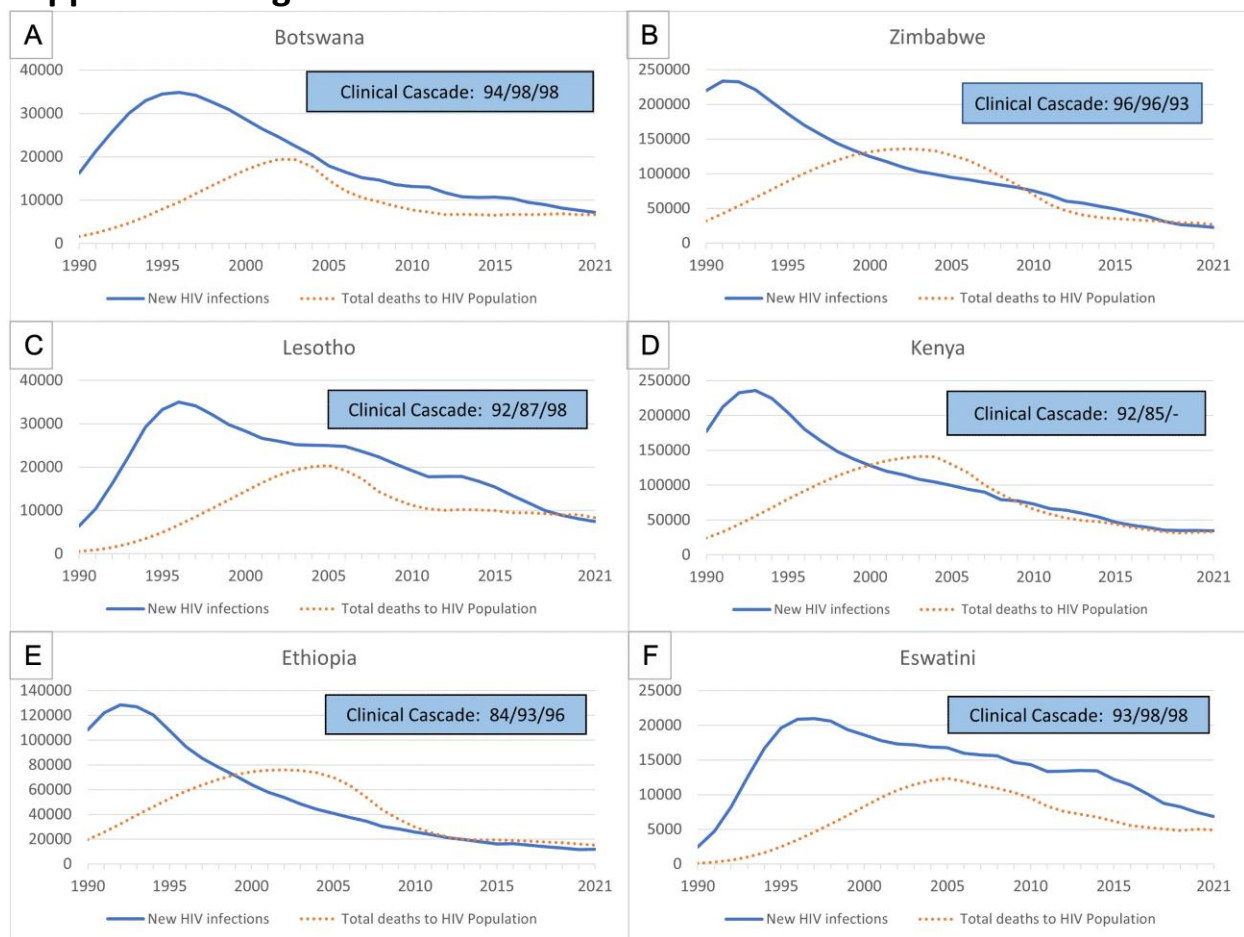 A
Botswana
40000
30000
20000
10000
0
Clinical Cascade: 94/98/98
1990 1995 2000 2005 2010 2015 2021
New HIV infections Total deaths to HIV Population
B
Zimbabwe
250000
200000
150000
100000
50000
0
Clinical Cascade: 96/96/93
1990 1995 2000 2005 2010 2015 2021
New HIV infections Total deaths to HIV Population
C
Lesotho
40000
30000
20000
10000
0
Clinical Cascade: 92/87/98
1990 1995 2000 2005 2010 2015 2021
New HIV infections Total deaths to HIV Population
D
Kenya
250000
200000
150000
100000
50000
0
Clinical Cascade: 92/85/-
1990 1995 2000 2005 2010 2015 2021
New HIV infections Total deaths to HIV Population
E
Ethiopia
140000
120000
100000
80000
60000
40000
20000
0
Clinical Cascade: 84/93/96
1990 1995 2000 2005 2010 2015 2021
New HIV infections Total deaths to HIV Population
F
Eswatini
25000
20000
15000
10000
5000
0
Clinical Cascade: 93/98/98
1990 1995 2000 2005 2010 2015 2021
New HIV infections Total deaths to HIV Population